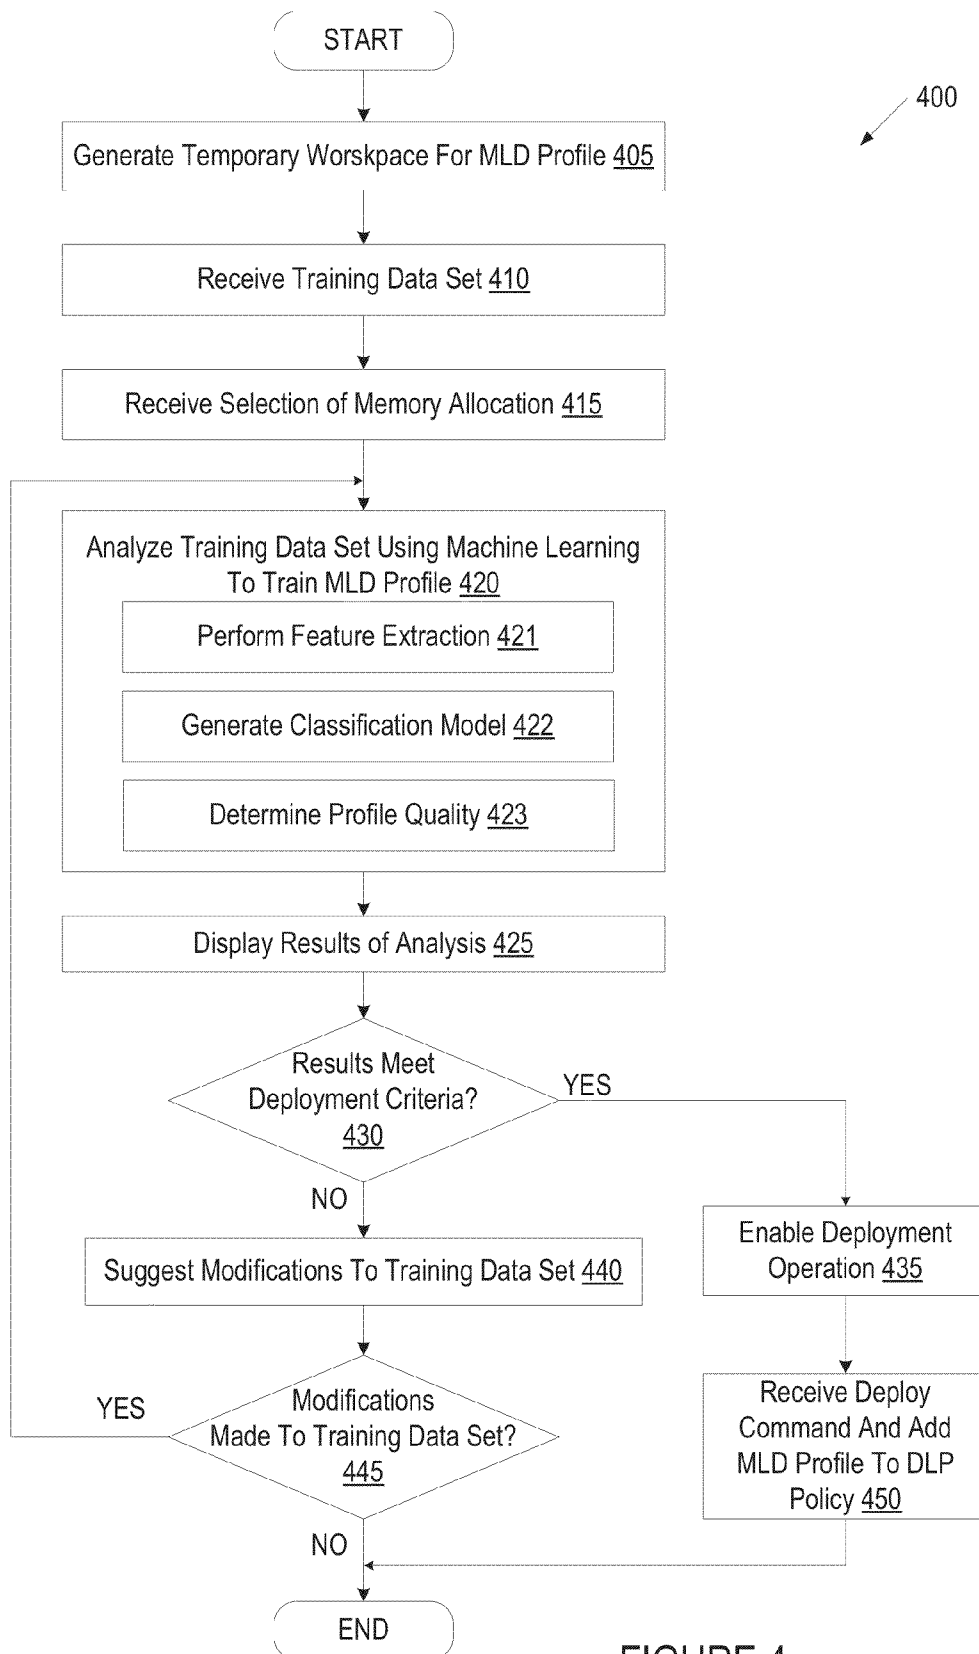 START
400
Generate Temporary Worskpace For MLD Profile 405
Receive Training Data Set 410
Receive Selection of Memory Allocation 415
Analyze Training Data Set Using Machine Learning
To Train MLD Profile 420
Perform Feature Extraction 421
Generate Classification Model 422
Determine Profile Quality 423
Display Results of Analysis 425
Results Meet
Deployment Criteria?
430
YES
NO
Enable Deployment
Operation 435
Suggest Modifications To Training Data Set 440
Modifications
Made To Training Data Set?
445
YES
Receive Deploy
Command And Add
MLD Profile To DLP
Policy 450
NO
END
FIGURE 4